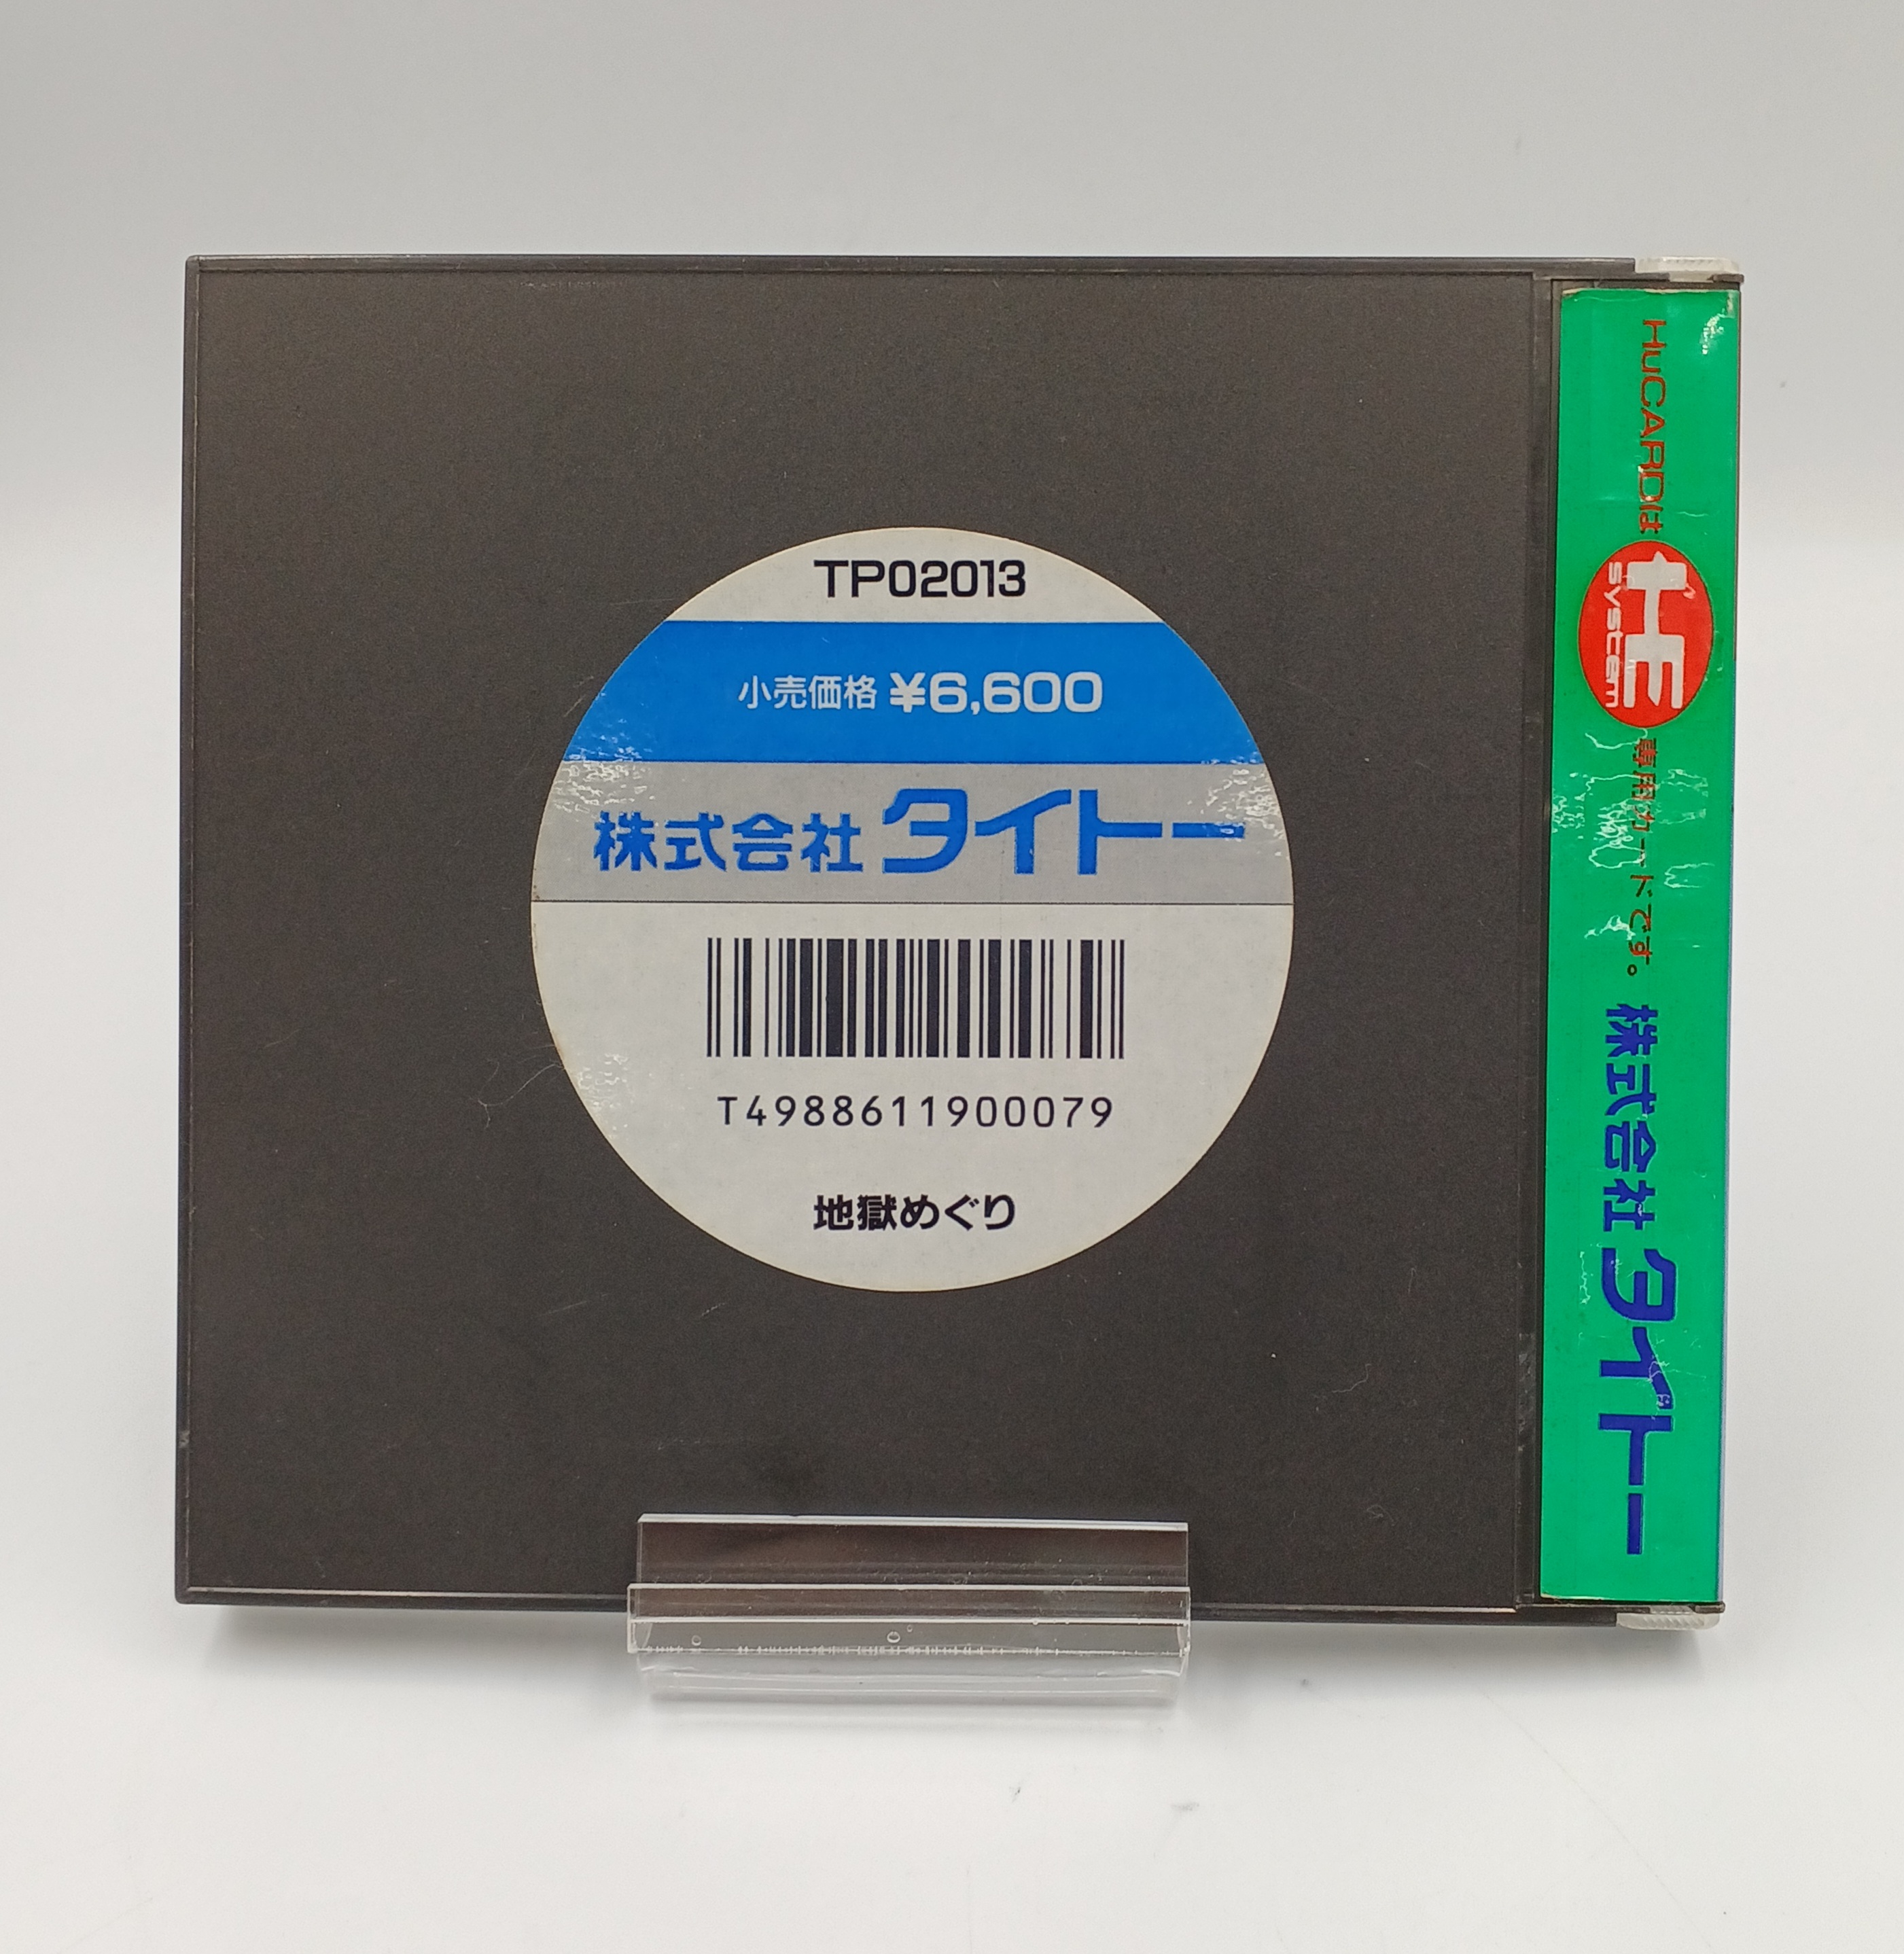 TP02013
小売価格 ¥6,600
株式会社 タイトー
T4988611900079
地獄めぐり
HuCARDは HE system 専用カードです。 株式会社 タイトー